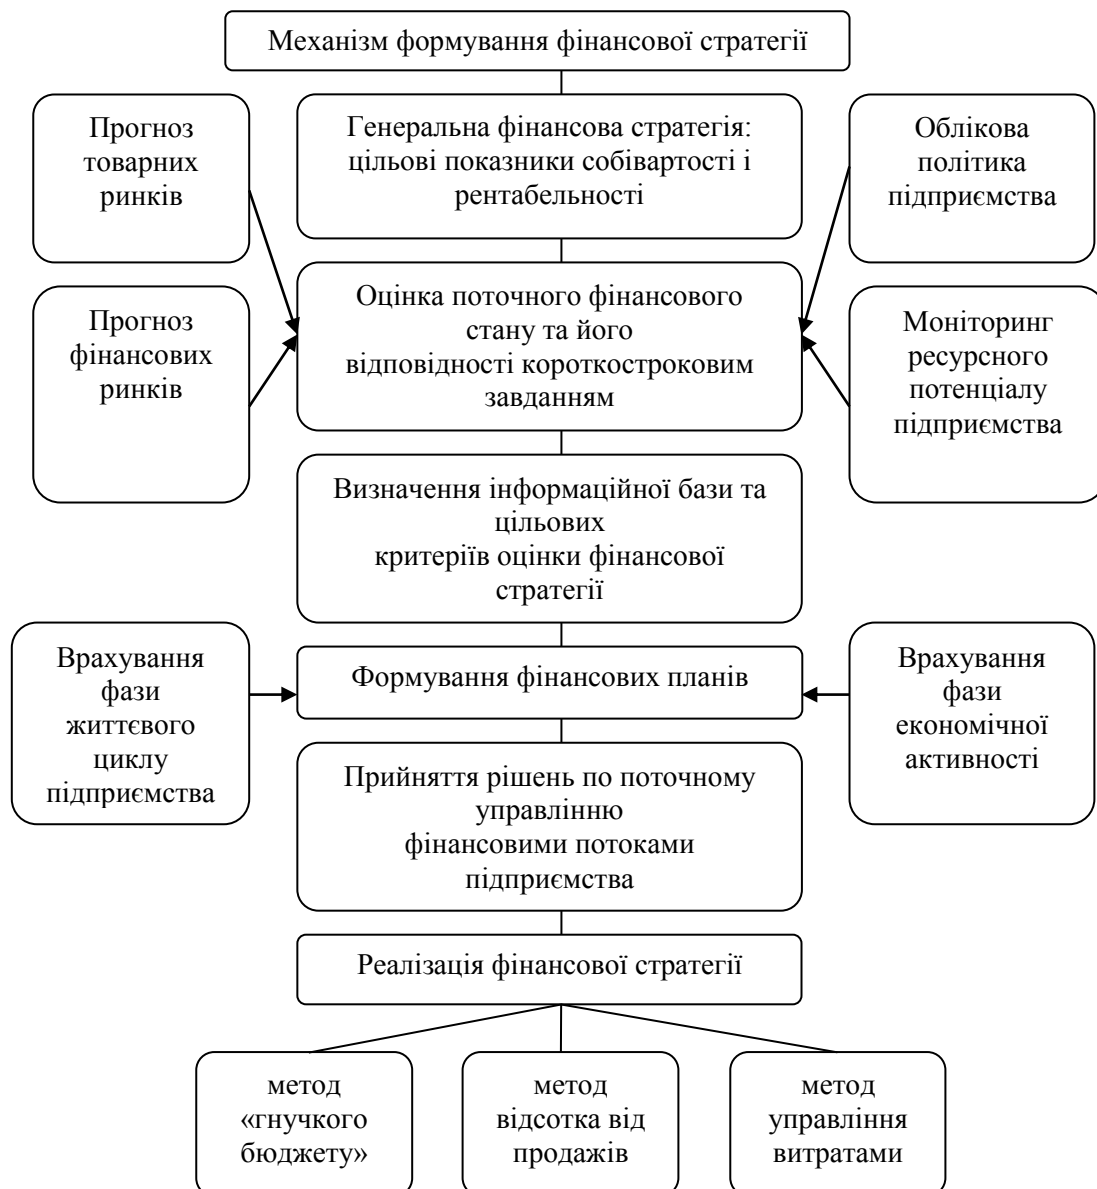 Механізм формування фінансової стратегії
Прогноз
товарних
ринків
Генеральна фінансова стратегія:
цільові показники собівартості і
рентабельності
Облікова
політика
підприємства
Прогноз
фінансових
ринків
Оцінка поточного фінансового
стану та його
відповідності короткостроковим
завданням
Моніторинг
ресурсного
потенціалу
підприємства
Визначення інформаційної бази та
цільових
критеріїв оцінки фінансової
стратегії
Врахування
фази
життєвого
циклу
підприємства
Формування фінансових планів
Врахування
фази
економічної
активності
Прийняття рішень по поточному
управлінню
фінансовими потоками
підприємства
Реалізація фінансової стратегії
метод
«гнучкого
бюджету»
метод
відсотка від
продажів
метод
управління
витратами